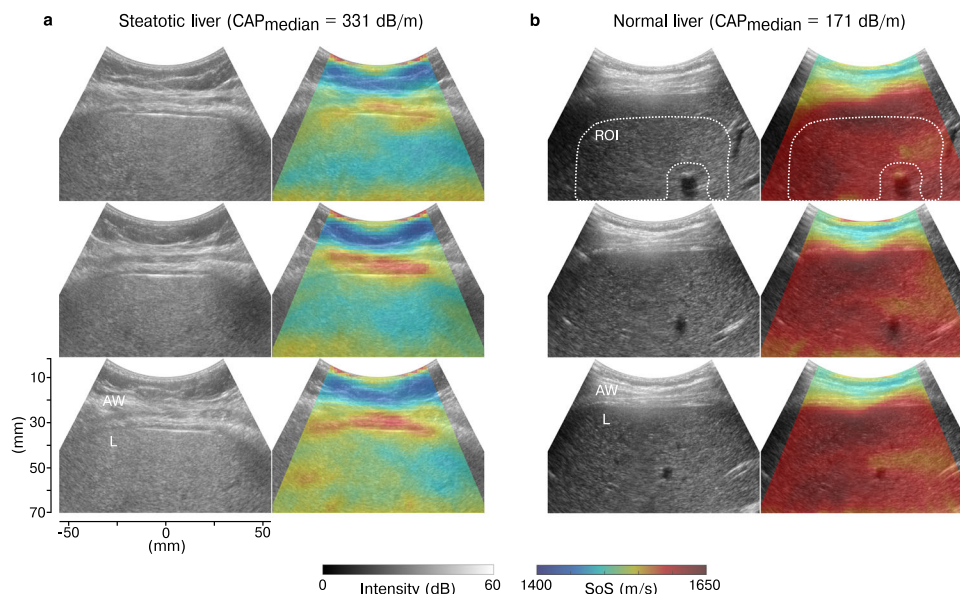 a Steatotic liver (CAPmedian = 331 dB/m)
b Normal liver (CAPmedian = 171 dB/m)
ROI
AW
L
AW
L
10
30
50
70
(mm)
-50 0 50
(mm)
0 Intensity (dB) 60
1400 SoS (m/s) 1650